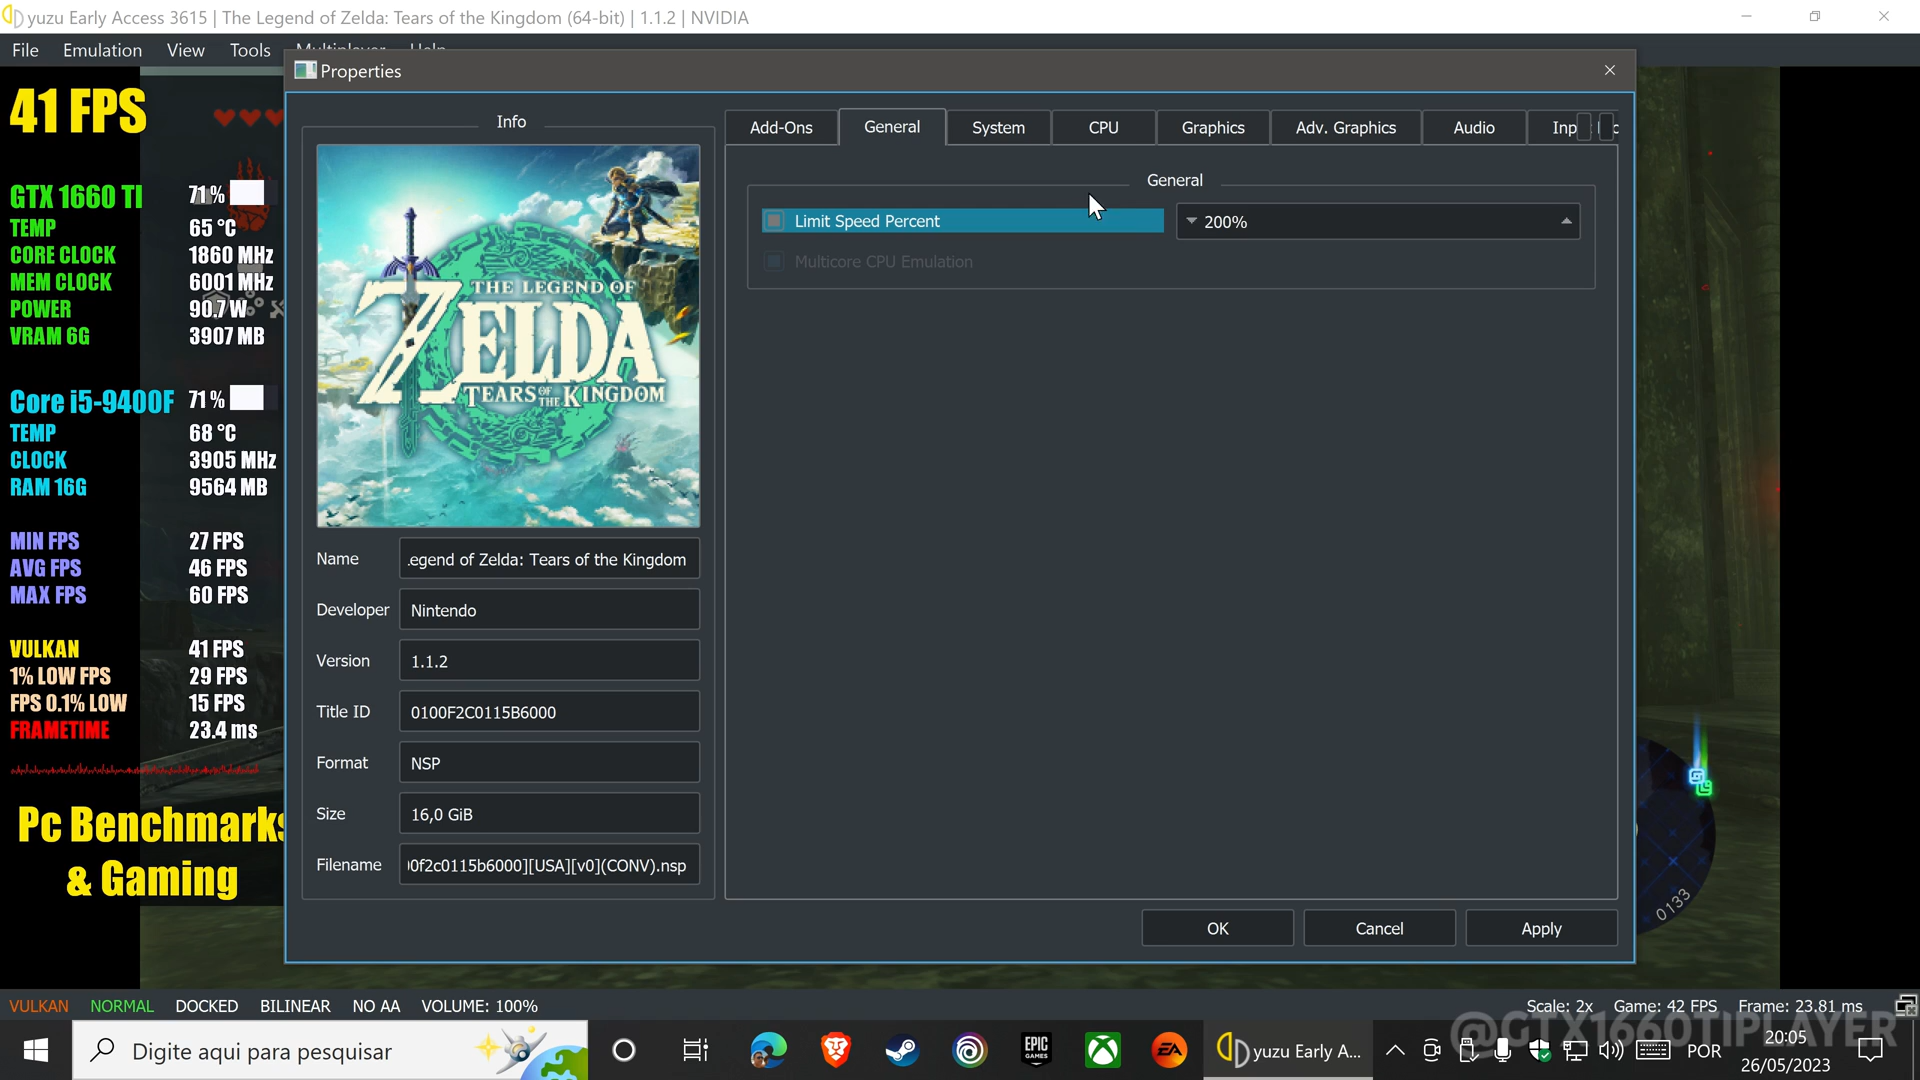 yuzu Early Access 3615 | The Legend of Zelda: Tears of the Kingdom (64-bit) | 1.1.2 | NVIDIA
File Emulation View Tools Multiplayer Help
Properties
41 FPS
GTX 1660 TI 71%
TEMP 65 °C
CORE CLOCK 1860 MHz
MEM CLOCK 6001 MHz
POWER 90.7 W
VRAM 6G 3907 MB
Core i5-9400F 71%
TEMP 68 °C
CLOCK 3905 MHz
RAM 16G 9564 MB
MIN FPS 27 FPS
AVG FPS 46 FPS
MAX FPS 60 FPS
VULKAN 41 FPS
1% LOW FPS 29 FPS
FPS 0.1% LOW 15 FPS
FRAMETIME 23.4 ms
Pc Benchmarks
& Gaming
Info
THE LEGEND OF
ZELDA
TEARS OF THE KINGDOM
Name .egend of Zelda: Tears of the Kingdom
Developer Nintendo
Version 1.1.2
Title ID 0100F2C0115B6000
Format NSP
Size 16,0 GiB
Filename 0f2c0115b6000][USA][v0](CONV).nsp
Add-Ons General System CPU Graphics Adv. Graphics Audio Inp
General
Limit Speed Percent 200%
Multicore CPU Emulation
OK Cancel Apply
0133
VULKAN NORMAL DOCKED BILINEAR NO AA VOLUME: 100%
Scale: 2x Game: 42 FPS Frame: 23.81 ms
@GTX1660TIPLAYER
Digite aqui para pesquisar
EPIC
GAMES
EA
yuzu Early A...
POR
20:05
26/05/2023